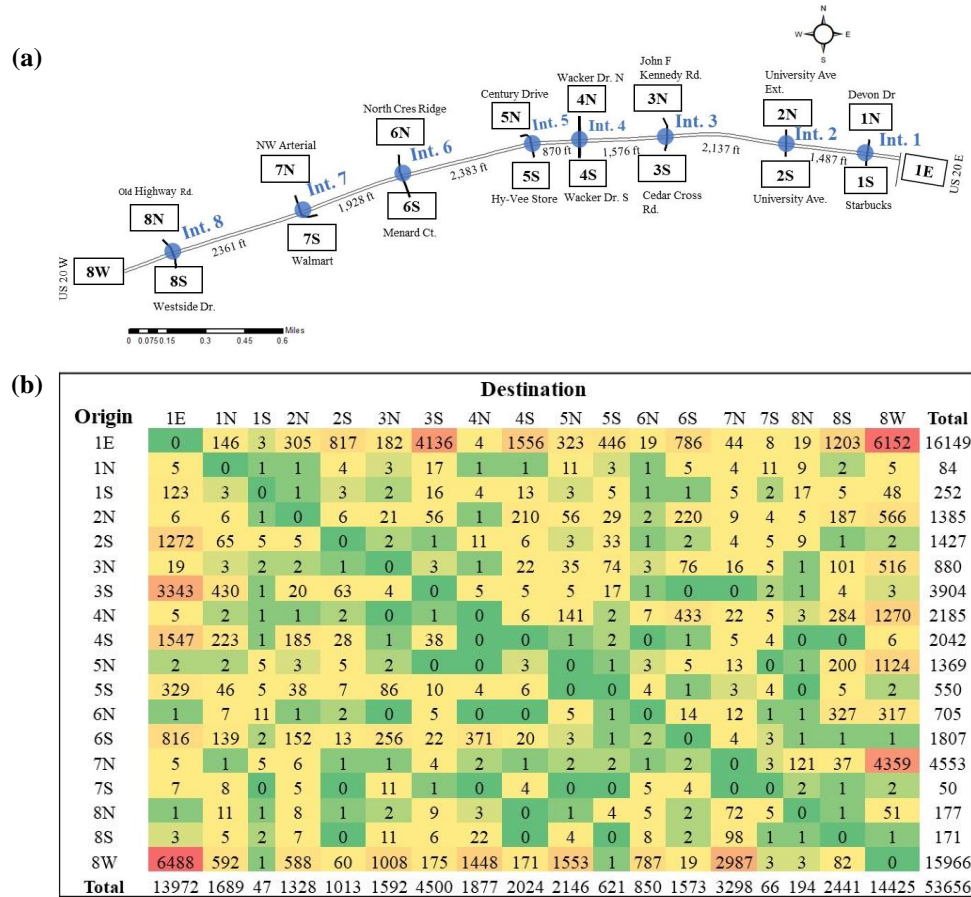 (a)
N
W E
S
John F
Kennedy Rd.
Wacker Dr. N
University Ave
Ext.
Century Drive
Devon Dr
North Cres Ridge
3N
4N
2N
5N
1N
6N
NW Arterial
Int. 5
Int. 4
Int. 3
Int. 2
Int. 1
7N
Int. 6
870 ft
1,576 ft
2,137 ft
1,487 ft
1E
US 20 E
Old Highway Rd.
2,383 ft
5S
4S
3S
2S
1S
8N
Int. 7
1,928 ft
6S
Hy-Vee Store
Wacker Dr. S
Cedar Cross
Rd.
University Ave.
Starbucks
Int. 8
2361 ft
7S
Menard Ct.
Walmart
8W
US 20 W
8S
Westside Dr.
Miles
0 0.075 0.15 0.3 0.45 0.6
(b)
Destination
Origin 1E 1N 1S 2N 2S 3N 3S 4N 4S 5N 5S 6N 6S 7N 7S 8N 8S 8W Total
1E 0 146 3 305 817 182 4136 4 1556 323 446 19 786 44 8 19 1203 6152 16149
1N 5 0 1 1 4 3 17 1 1 11 3 1 5 4 11 9 2 5 84
1S 123 3 0 1 3 2 16 4 13 3 5 1 1 5 2 17 5 48 252
2N 6 6 1 0 6 21 56 1 210 56 29 2 220 9 4 5 187 566 1385
2S 1272 65 5 5 0 2 1 11 6 3 33 1 2 4 5 9 1 2 1427
3N 19 3 2 2 1 0 3 1 22 35 74 3 76 16 5 1 101 516 880
3S 3343 430 1 20 63 4 0 5 5 5 17 1 0 0 2 1 4 3 3904
4N 5 2 1 1 2 0 1 0 6 141 2 7 433 22 5 3 284 1270 2185
4S 1547 223 1 185 28 1 38 0 0 1 2 0 1 5 4 0 0 6 2042
5N 2 2 5 3 5 2 0 0 3 0 1 3 5 13 0 1 200 1124 1369
5S 329 46 5 38 7 86 10 4 6 0 0 4 1 3 4 0 5 2 550
6N 1 7 11 1 2 0 5 0 0 5 1 0 14 12 1 1 327 317 705
6S 816 139 2 152 13 256 22 371 20 3 1 2 0 4 3 1 1 1 1807
7N 5 1 5 6 1 1 4 2 1 2 2 1 2 0 3 121 37 4359 4553
7S 7 8 0 5 0 11 1 0 4 0 0 5 4 0 0 2 1 2 50
8N 1 11 1 8 1 2 9 3 0 1 4 5 2 72 5 0 1 51 177
8S 3 5 2 7 0 11 6 22 0 4 0 8 2 98 1 1 0 1 171
8W 6488 592 1 588 60 1008 175 1448 171 1553 1 787 19 2987 3 3 82 0 15966
Total 13972 1689 47 1328 1013 1592 4500 1877 2024 2146 621 850 1573 3298 66 194 2441 14425 53656